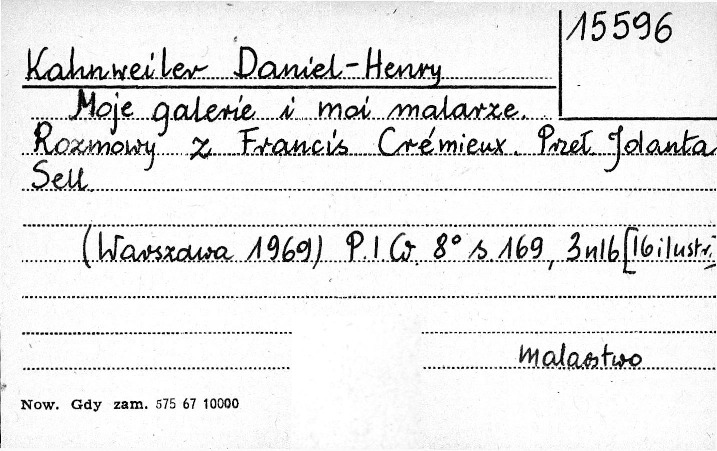 15596
Kahnweiler Daniel-Henry
Moje galerie i moi malarze.
Rozmowy z Francis Crémieux. Przeł Jolanta
Sell
(Warszawa 1969) P.I.W. 8° s. 169, 3nlb [16 ilustr.]
malarstwo
Now. Gdy zam. 575 67 10000